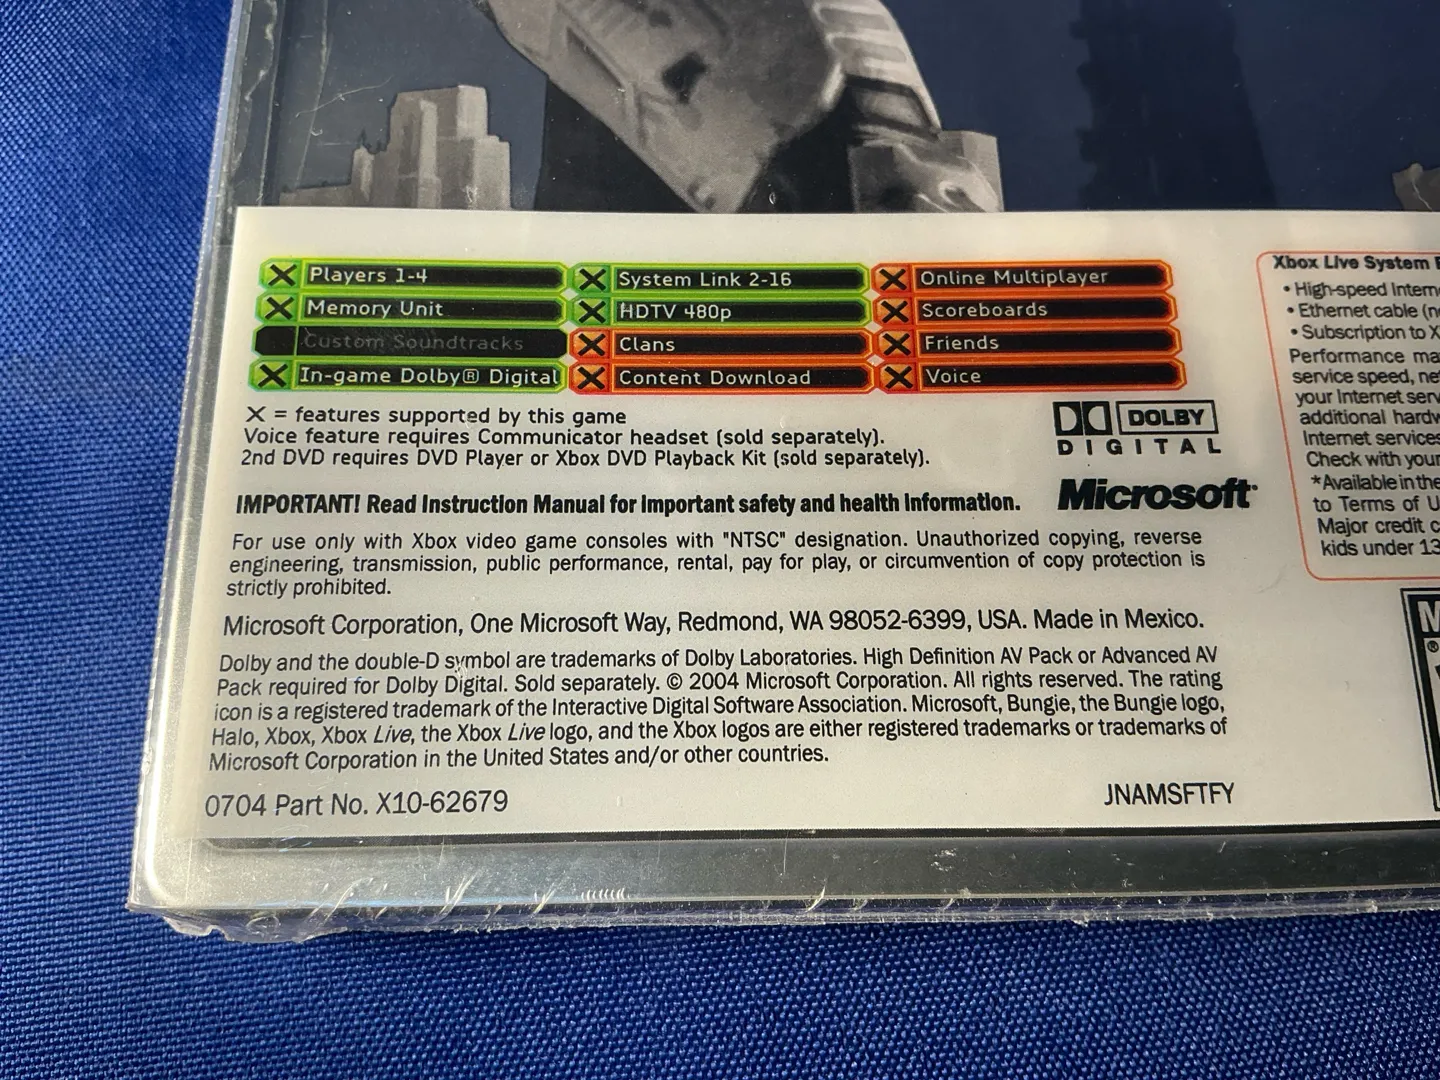 Players 1-4
System Link 2-16
Online Multiplayer
Memory Unit
HDTV 480p
Scoreboards
Custom Soundtracks
Clans
Friends
In-game Dolby® Digital
Content Download
Voice
X = features supported by this game
Voice feature requires Communicator headset (sold separately).
2nd DVD requires DVD Player or Xbox DVD Playback Kit (sold separately).
DOLBY
DIGITAL
IMPORTANT! Read Instruction Manual for important safety and health information.
Microsoft
For use only with Xbox video game consoles with "NTSC" designation. Unauthorized copying, reverse
engineering, transmission, public performance, rental, pay for play, or circumvention of copy protection is
strictly prohibited.
Microsoft Corporation, One Microsoft Way, Redmond, WA 98052-6399, USA. Made in Mexico.
Dolby and the double-D symbol are trademarks of Dolby Laboratories. High Definition AV Pack or Advanced AV
Pack required for Dolby Digital. Sold separately. © 2004 Microsoft Corporation. All rights reserved. The rating
icon is a registered trademark of the Interactive Digital Software Association. Microsoft, Bungie, the Bungie logo,
Halo, Xbox, Xbox Live, the Xbox Live logo, and the Xbox logos are either registered trademarks or trademarks of
Microsoft Corporation in the United States and/or other countries.
0704 Part No. X10-62679
JNAMSFTFY
Xbox Live System
• High-speed
• Ethernet cable
• Subscription to
Performance
service speed,
your Internet
additional
Internet services
Check with your
*Available in the
to Terms of
Major credit
kids under 13
M
®